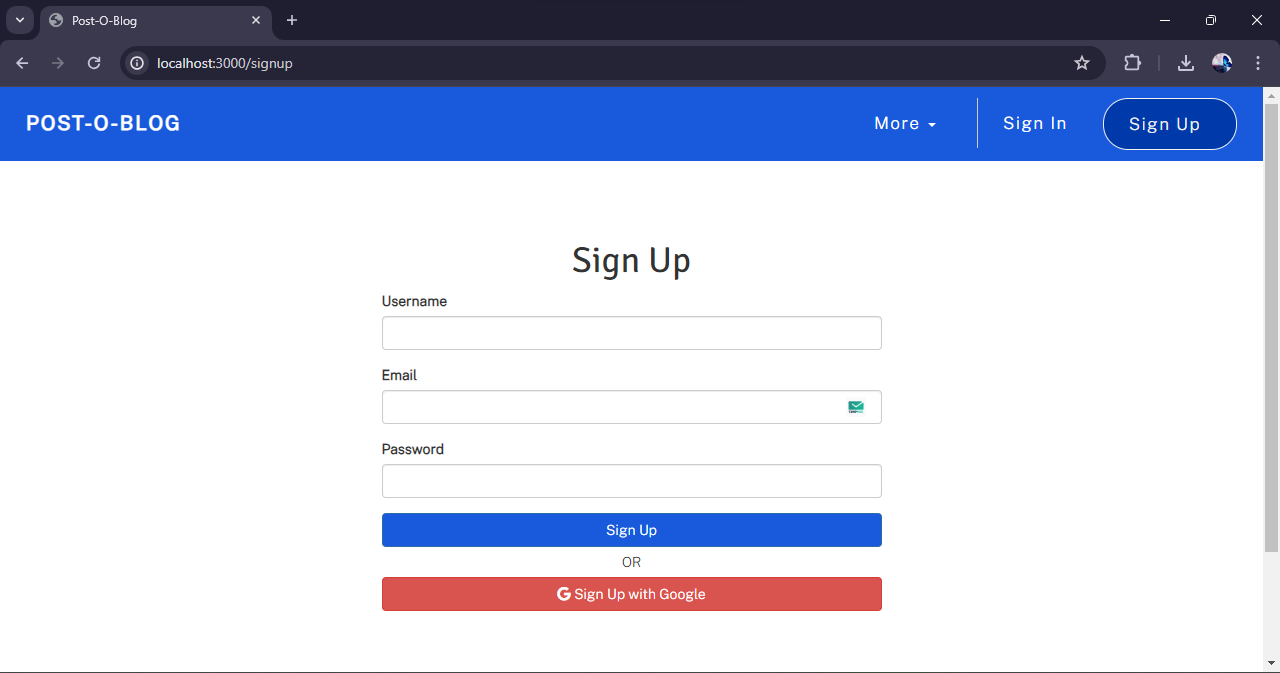 Post-O-Blog
localhost:3000/signup
POST-O-BLOG
More
Sign In
Sign Up
Sign Up
Username
Email
Password
Sign Up
OR
Sign Up with Google